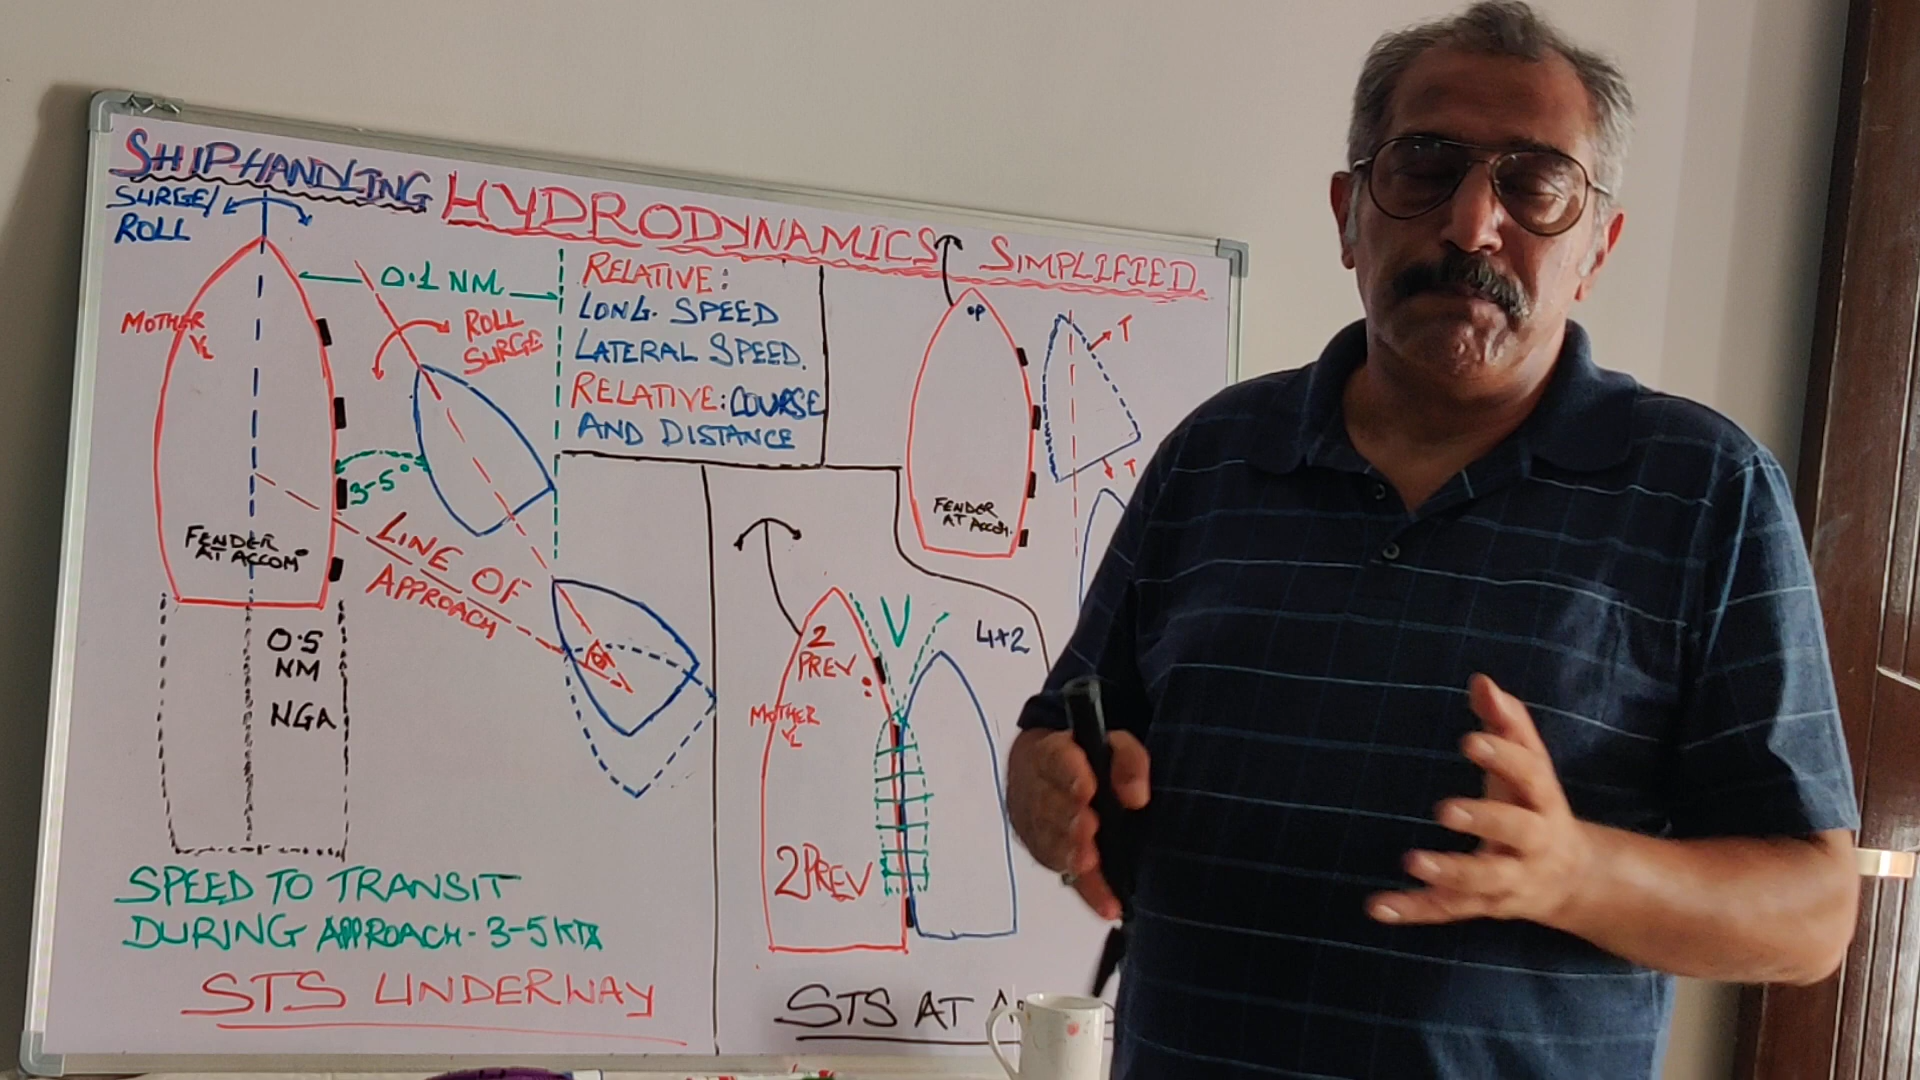 SHIPHANDLING HYDRODYNAMICS SIMPLIFIED.
SURGE/
ROLL
0.1 NM
MOTHER
VL
ROLL
SURGE
3-5°
FENDER
AT ACCOM
LINE OF
APPROACH
0.5
NM
NGA
SPEED TO TRANSIT
DURING APPROACH - 3-5 KTS
STS UNDERWAY
RELATIVE:
LONG. SPEED
LATERAL SPEED.
RELATIVE: COURSE
AND DISTANCE
T
T
FENDER
AT ACCOM.
V
4+2
2
PREV
MOTHER
VL
2 PREV
STS AT